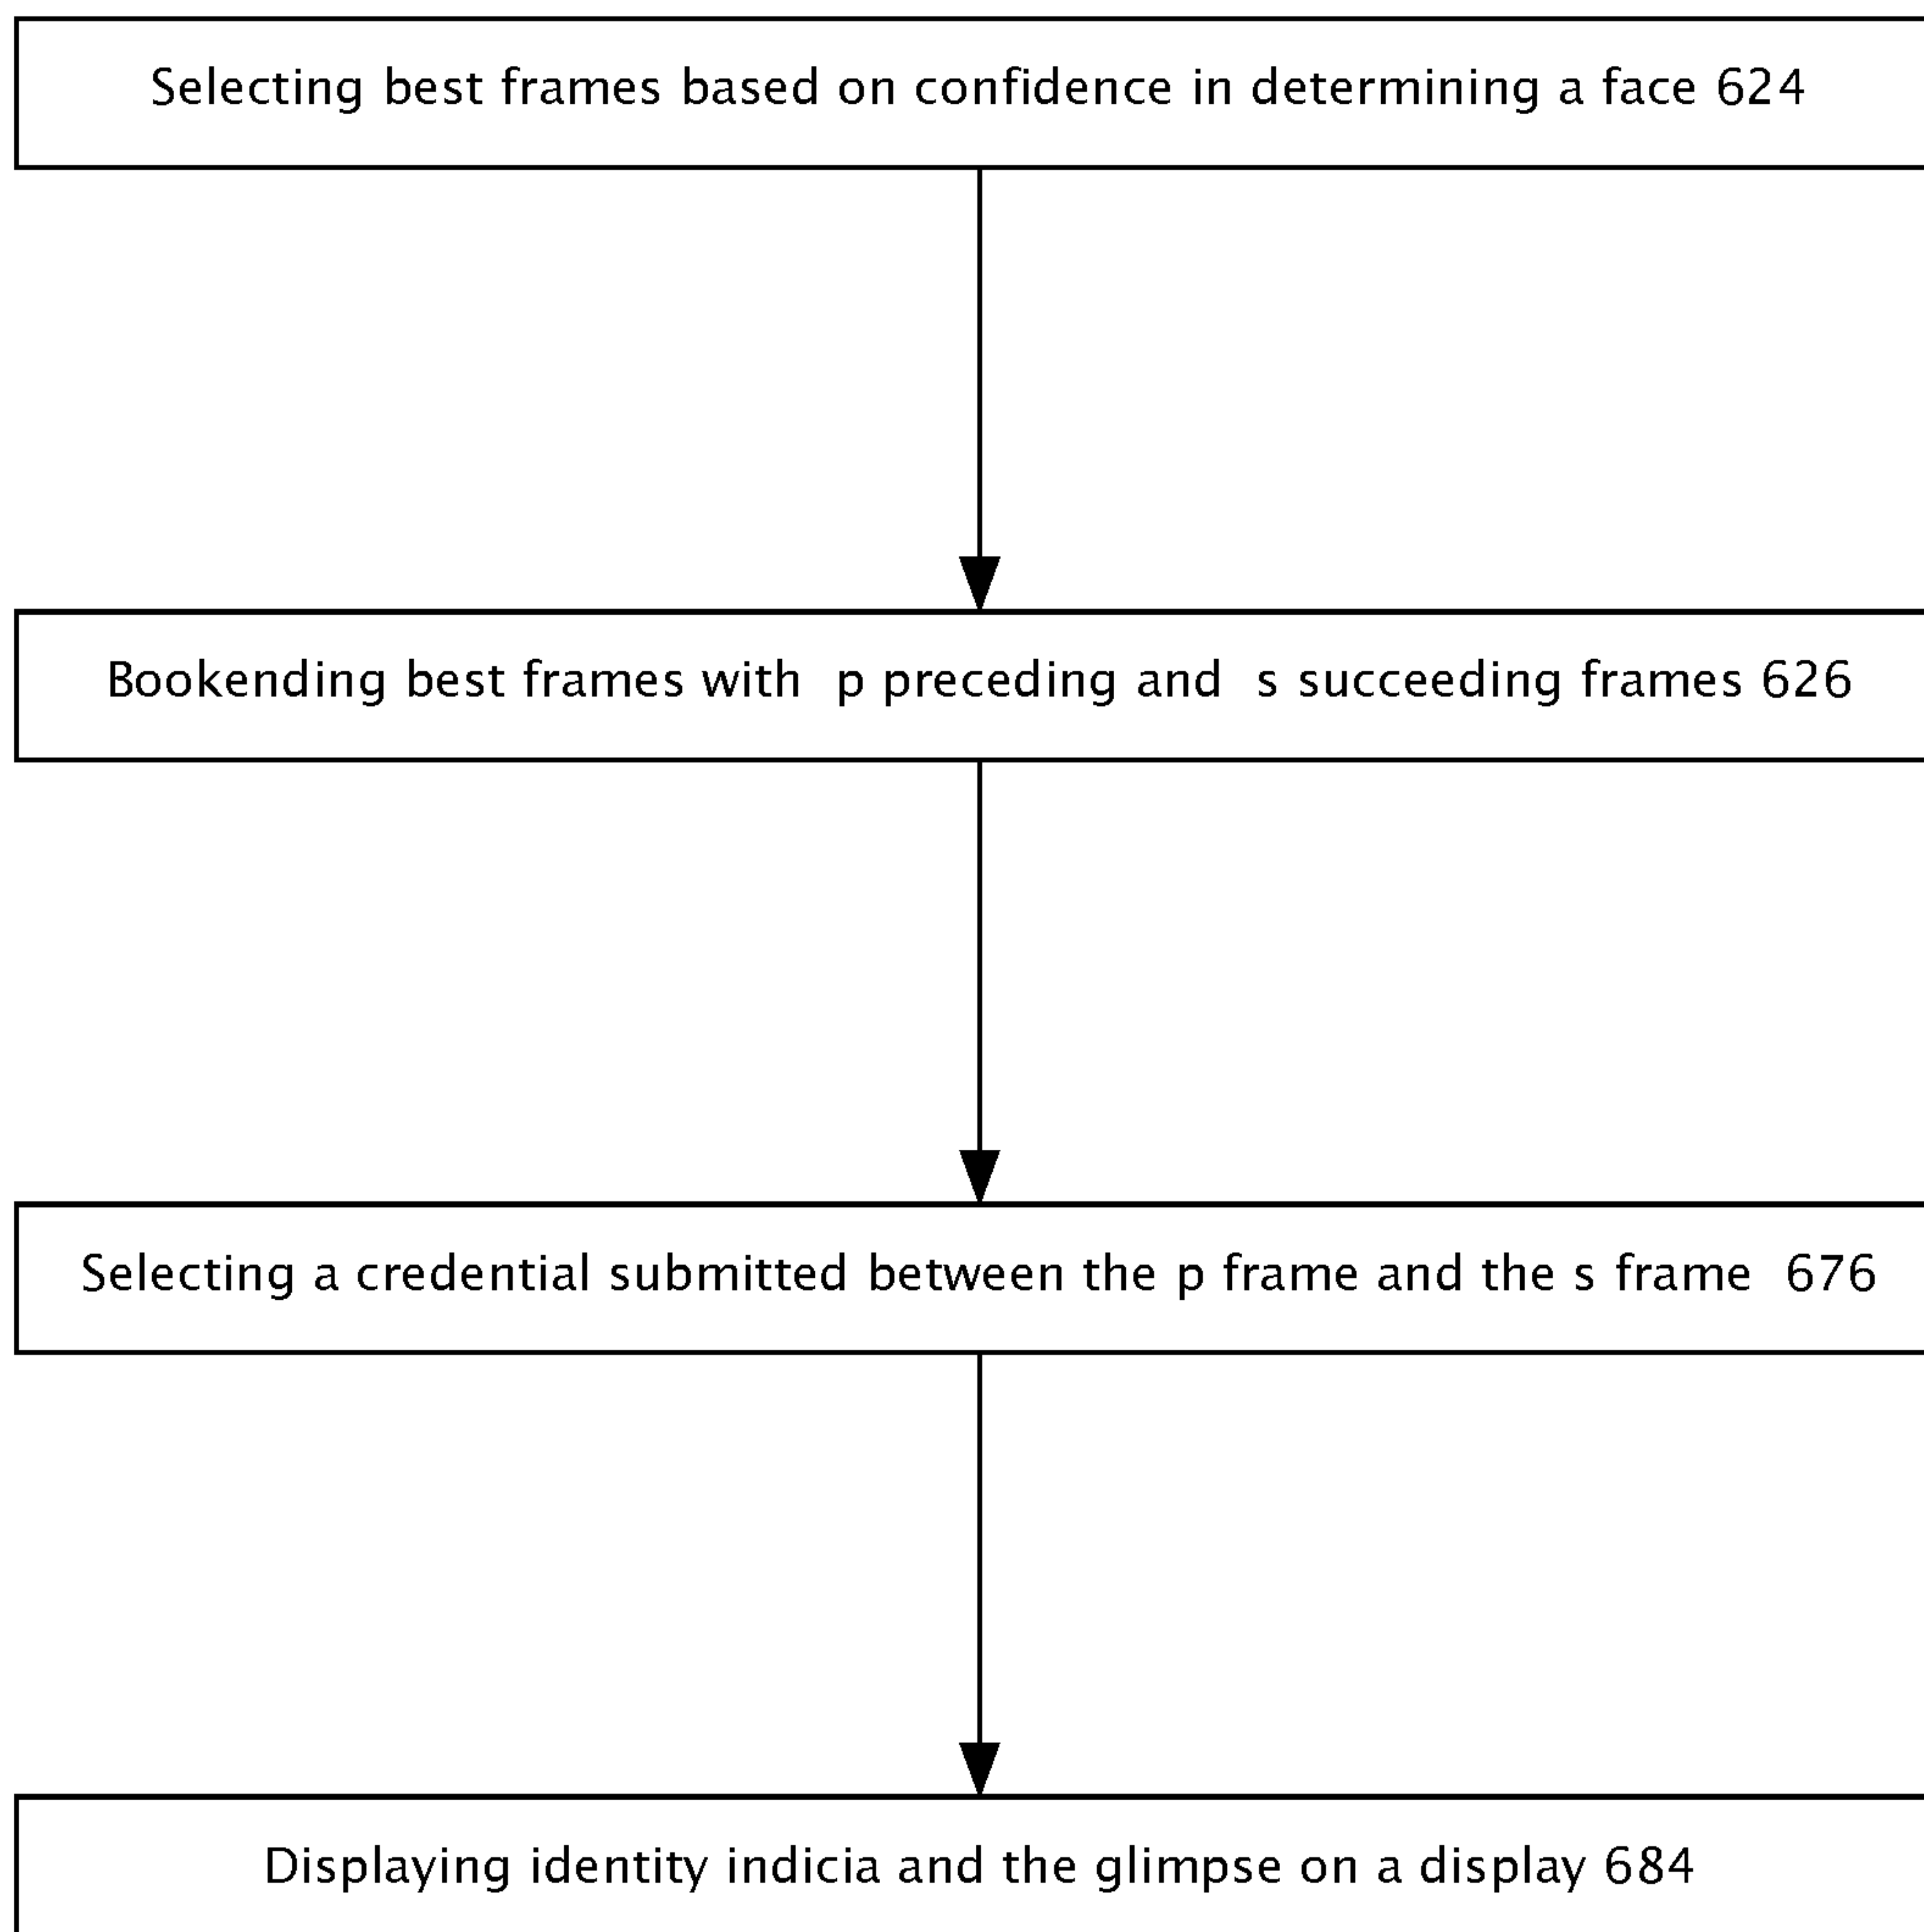 Selecting best frames based on confidence in determining a face 624
Bookending best frames with  p preceding and  s succeeding frames 626
Selecting a credential submitted between the p frame and the s frame  676
Displaying identity indicia and the glimpse on a display 684